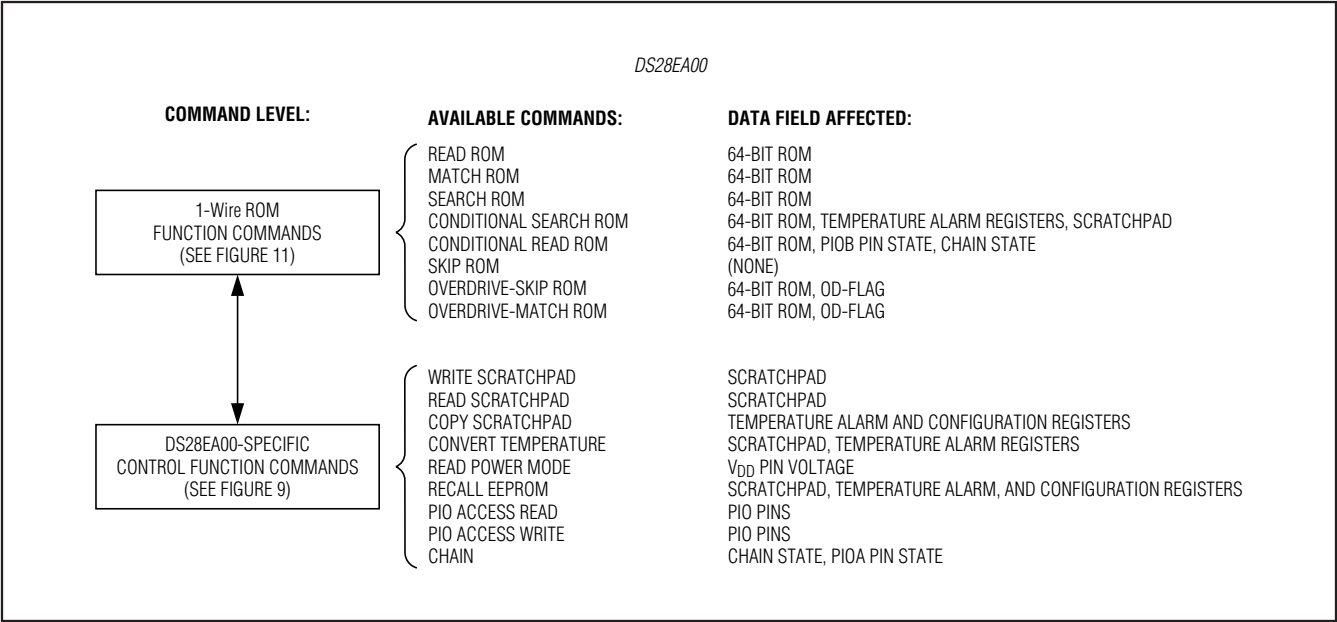 DS28EA00
COMMAND LEVEL: AVAILABLE COMMANDS: DATA FIELD AFFECTED:
1-Wire ROM
FUNCTION COMMANDS
(SEE FIGURE 11)
READ ROM 64-BIT ROM
MATCH ROM 64-BIT ROM
SEARCH ROM 64-BIT ROM
CONDITIONAL SEARCH ROM 64-BIT ROM, TEMPERATURE ALARM REGISTERS, SCRATCHPAD
CONDITIONAL READ ROM 64-BIT ROM, PIOB PIN STATE, CHAIN STATE
SKIP ROM (NONE)
OVERDRIVE-SKIP ROM 64-BIT ROM, OD-FLAG
OVERDRIVE-MATCH ROM 64-BIT ROM, OD-FLAG
DS28EA00-SPECIFIC
CONTROL FUNCTION COMMANDS
(SEE FIGURE 9)
WRITE SCRATCHPAD SCRATCHPAD
READ SCRATCHPAD SCRATCHPAD
COPY SCRATCHPAD TEMPERATURE ALARM AND CONFIGURATION REGISTERS
CONVERT TEMPERATURE SCRATCHPAD, TEMPERATURE ALARM REGISTERS
READ POWER MODE VDD PIN VOLTAGE
RECALL EEPROM SCRATCHPAD, TEMPERATURE ALARM, AND CONFIGURATION REGISTERS
PIO ACCESS READ PIO PINS
PIO ACCESS WRITE PIO PINS
CHAIN CHAIN STATE, PIOA PIN STATE